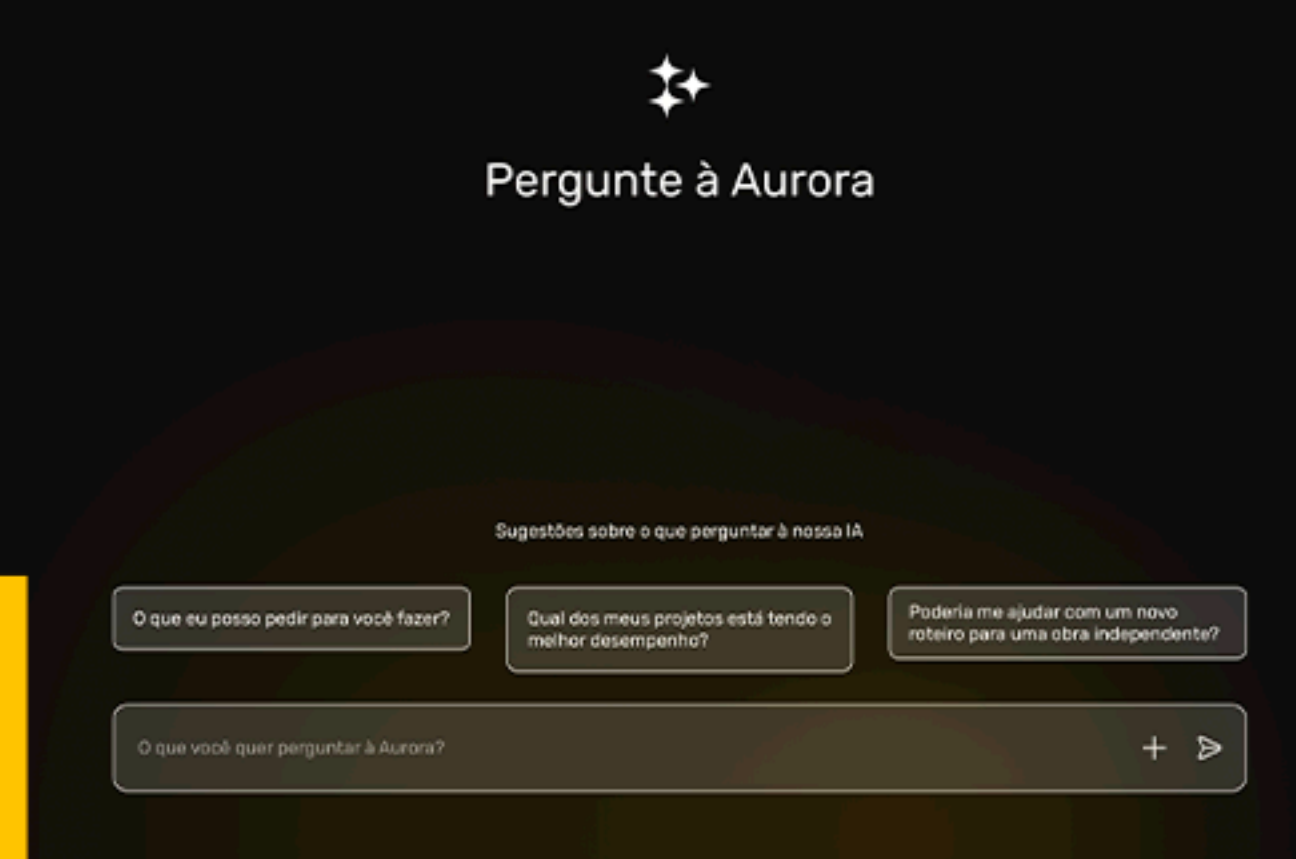 Pergunte à Aurora
Sugestões sobre o que perguntar à nossa IA
O que eu posso pedir para você fazer?
Qual dos meus projetos está tendo o
melhor desempenho?
Poderia me ajudar com um novo
roteiro para uma obra independente?
O que você quer perguntar à Aurora?